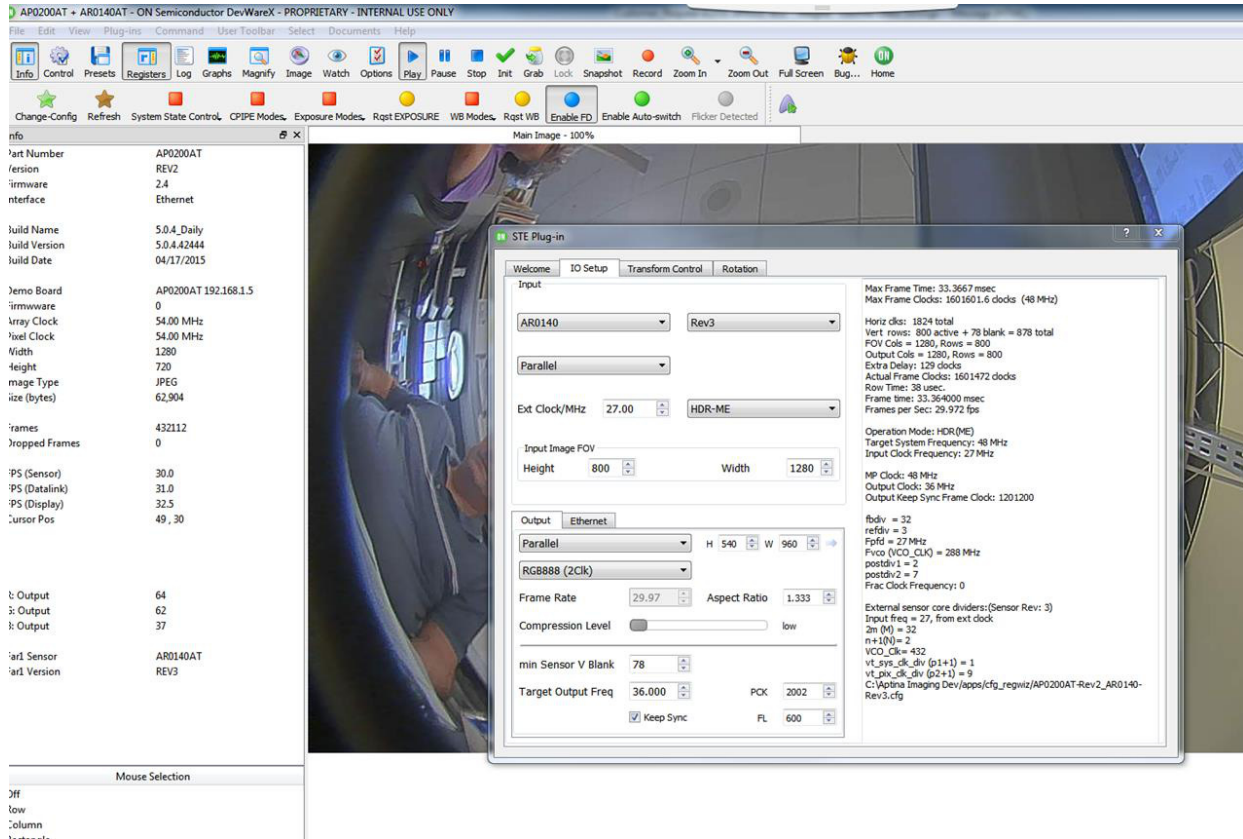 AP0200AT + AR0140AT - ON Semiconductor DevWareX - PROPRIETARY - INTERNAL USE ONLY
File Edit View Plug-ins Command User Toolbar Select Documents Help
Info Control Presets Registers Log Graphs Magnify Image Watch Options Play Pause Stop Init Grab Lock Snapshot Record Zoom In Zoom Out Full Screen Bug... Home
Change-Config Refresh System State Control CPIPE Modes Exposure Modes Rqst EXPOSURE WB Modes Rqst WB Enable FD Enable Auto-switch Flicker Detected
nfo
Main Image - 100%
Part Number AP0200AT
Version REV2
Firmware 2.4
nterface Ethernet
Build Name 5.0.4_Daily
Build Version 5.0.4.42444
Build Date 04/17/2015
Demo Board AP0200AT 192.168.1.5
Firmwware 0
Array Clock 54.00 MHz
Pixel Clock 54.00 MHz
Width 1280
Height 720
mage Type JPEG
Size (bytes) 62,904
Frames 432112
Dropped Frames 0
FPS (Sensor) 30.0
FPS (Datalink) 31.0
FPS (Display) 32.5
Cursor Pos 49 , 30
R: Output 64
G: Output 62
B: Output 37
Far1 Sensor AR0140AT
Far1 Version REV3
Mouse Selection
Off
Row
Column
STE Plug-in
Welcome IO Setup Transform Control Rotation
Input
AR0140 Rev3
Parallel
Ext Clock/MHz 27.00 HDR-ME
Input Image FOV
Height 800 Width 1280
Output Ethernet
Parallel H 540 W 960
RGB888 (2Clk)
Frame Rate 29.97 Aspect Ratio 1.333
Compression Level low
min Sensor V Blank 78
Target Output Freq 36.000 PCK 2002
Keep Sync FL 600
Max Frame Time: 33.3667 msec
Max Frame Clocks: 1601601.6 clocks (48 MHz)
Horiz clks: 1824 total
Vert rows: 800 active + 78 blank = 878 total
FOV Cols = 1280, Rows = 800
Output Cols = 1280, Rows = 800
Extra Delay: 129 clocks
Actual Frame Clocks: 1601472 clocks
Row Time: 38 usec.
Frame time: 33.364000 msec
Frames per Sec: 29.972 fps
Operation Mode: HDR(ME)
Target System Frequency: 48 MHz
Input Clock Frequency: 27 MHz
MP Clock: 48 MHz
Output Clock: 36 MHz
Output Keep Sync Frame Clock: 1201200
fbdiv = 32
refdiv = 3
Fpfd = 27 MHz
Fvco (VCO_CLK) = 288 MHz
postdiv1 = 2
postdiv2 = 7
Frac Clock Frequency: 0
External sensor core dividers:(Sensor Rev: 3)
Input freq = 27, from ext clock
2m (M) = 32
n+1(N)= 2
VCO_Clk= 432
vt_sys_clk_div (p1+1) = 1
vt_pix_clk_div (p2+1) = 9
C:\Aptina Imaging Dev/apps/cfg_regwiz/AP0200AT-Rev2_AR0140-
Rev3.cfg